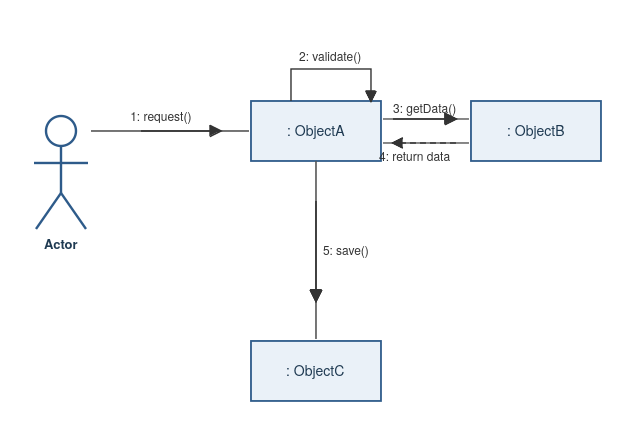 2: validate()
1: request()
: ObjectA
3: getData()
: ObjectB
4: return data
Actor
5: save()
: ObjectC